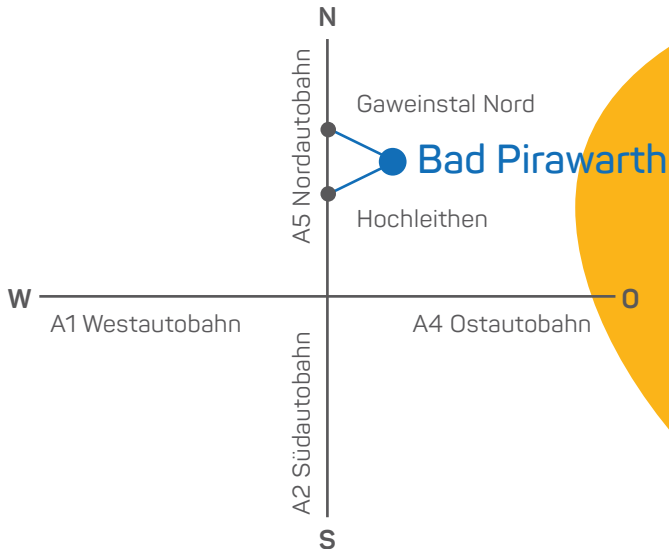 N
Gaweinstal Nord
A5 Nordautobahn
Bad Pirawarth
Hochleithen
W
O
A1 Westautobahn
A4 Ostautobahn
A2 Südautobahn
S